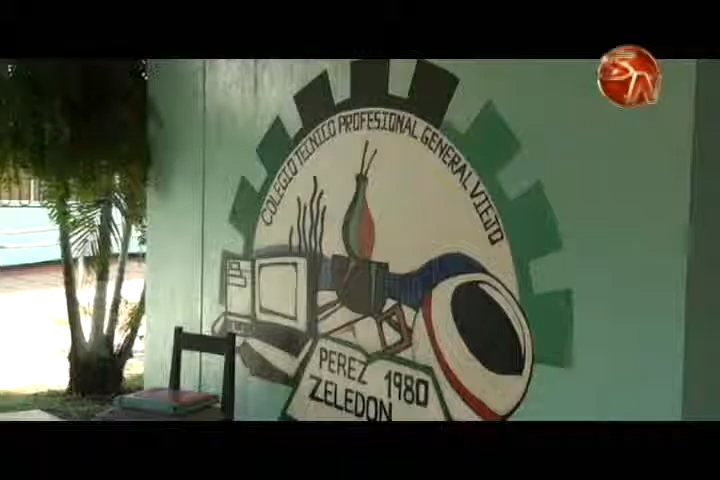 COLEGIO TECNICO PROFESIONAL GENERAL VIEJO
PEREZ 1980
ZELEDON